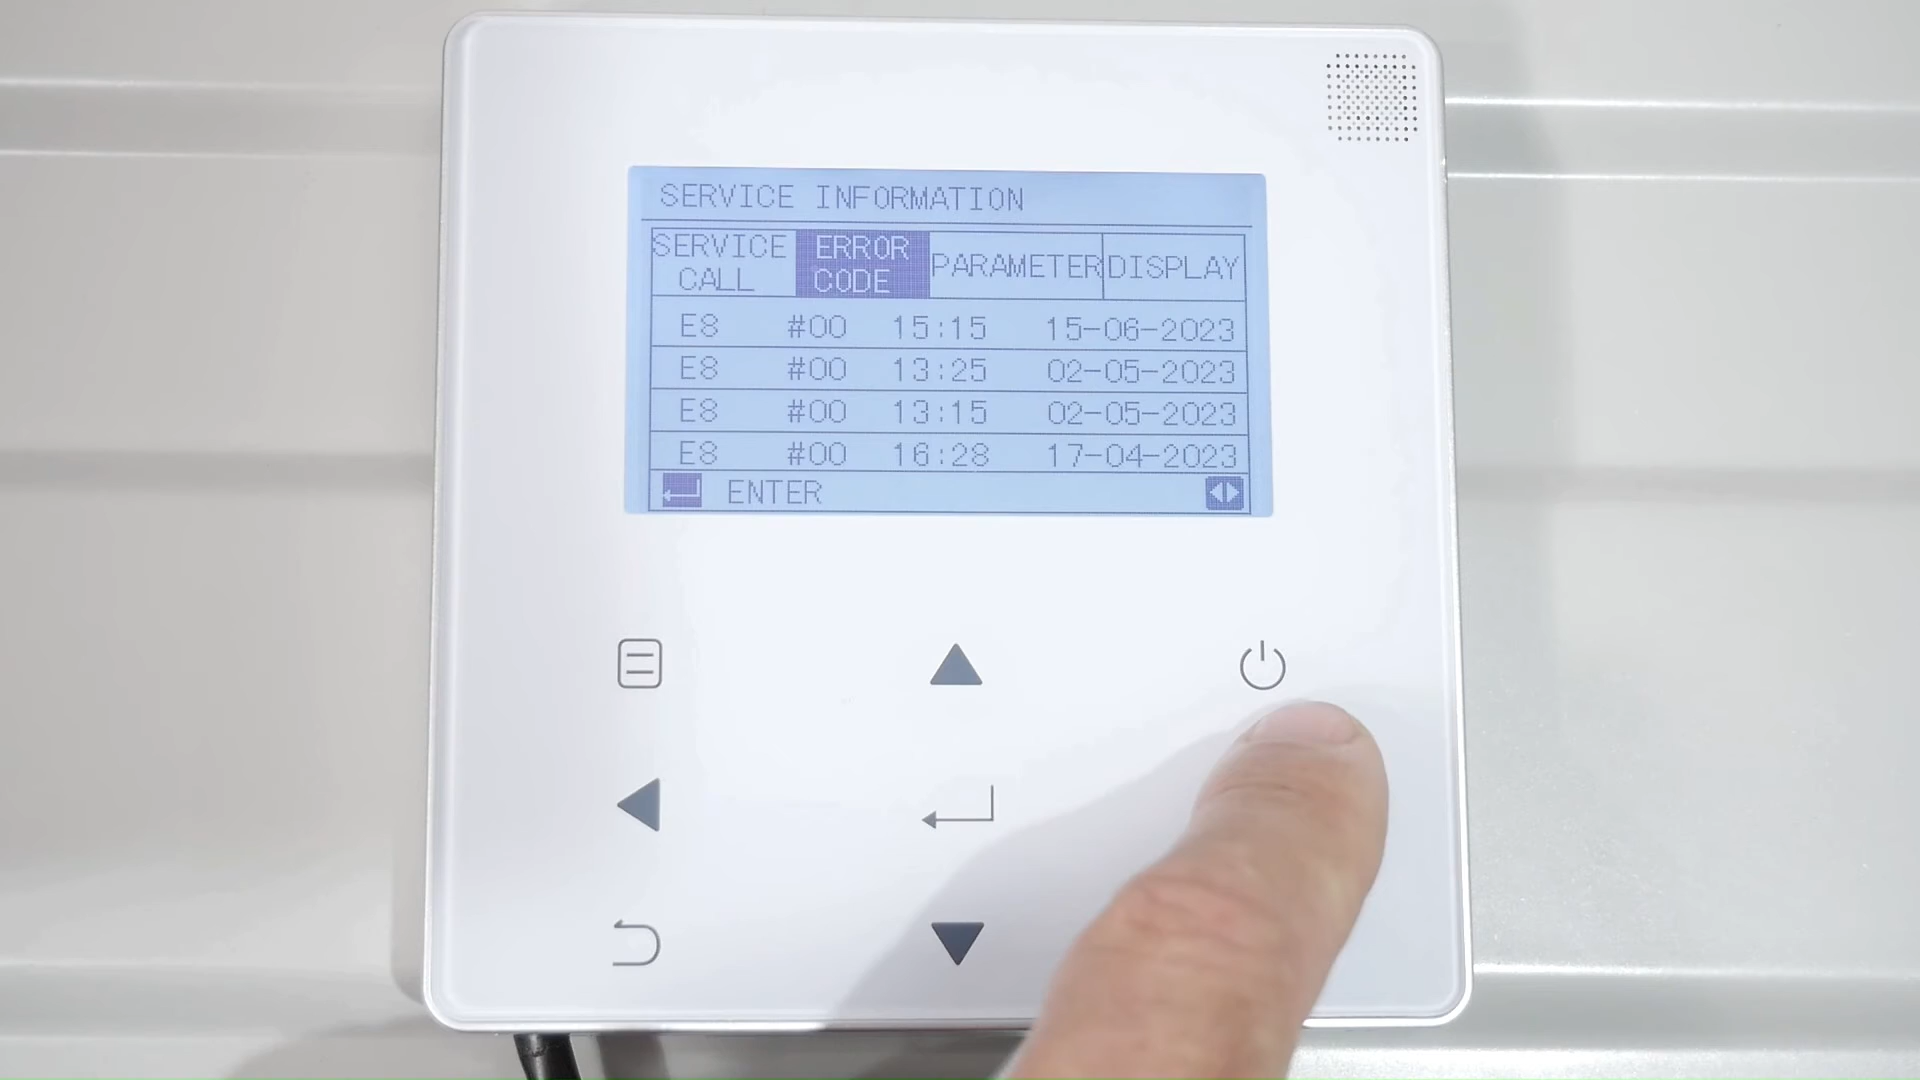 SERVICE INFORMATION
SERVICE CALL ERROR CODE PARAMETER DISPLAY
E8 #00 15:15 15-06-2023
E8 #00 13:25 02-05-2023
E8 #00 13:15 02-05-2023
E8 #00 16:28 17-04-2023
ENTER